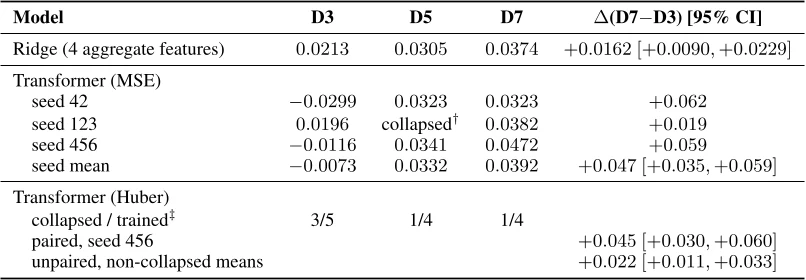 Model D3 D5 D7 Δ(D7−D3) [95% CI]
Ridge (4 aggregate features) 0.0213 0.0305 0.0374 +0.0162 [+0.0090, +0.0229]
Transformer (MSE)
seed 42 −0.0299 0.0323 0.0323 +0.062
seed 123 0.0196 collapsed† 0.0382 +0.019
seed 456 −0.0116 0.0341 0.0472 +0.059
seed mean −0.0073 0.0332 0.0392 +0.047 [+0.035, +0.059]
Transformer (Huber)
collapsed / trained‡ 3/5 1/4 1/4
paired, seed 456 +0.045 [+0.030, +0.060]
unpaired, non-collapsed means +0.022 [+0.011, +0.033]